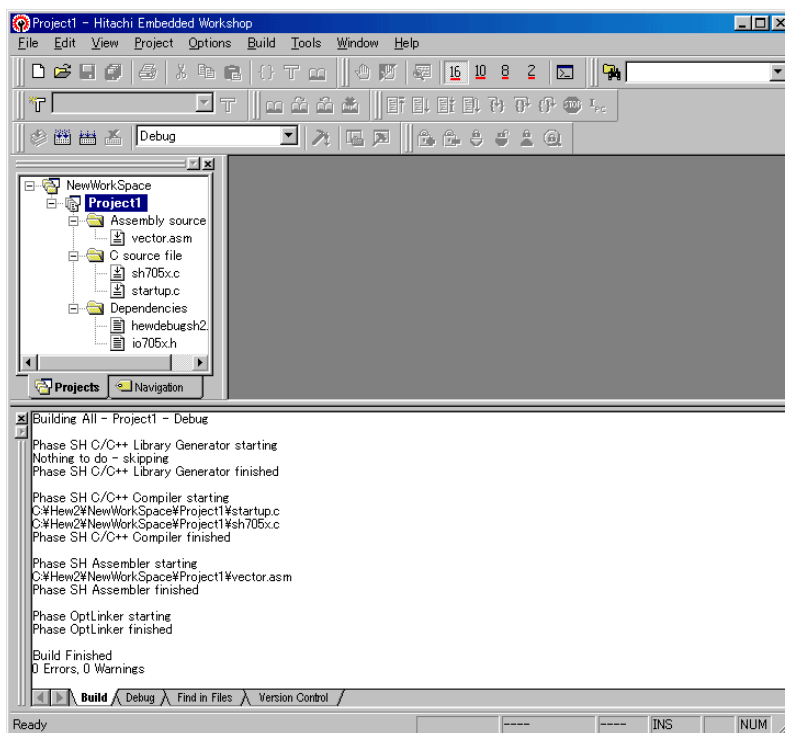 Project1 - Hitachi Embedded Workshop
File Edit View Project Options Build Tools Window Help
16 10 8 2
Debug
NewWorkSpace
Project1
Assembly source
vector.asm
C source file
sh705x.c
startup.c
Dependencies
hewdebugsh2.
io705x.h
Projects Navigation
Building All - Project1 - Debug
Phase SH C/C++ Library Generator starting
Nothing to do - skipping
Phase SH C/C++ Library Generator finished
Phase SH C/C++ Compiler starting
C:¥Hew2¥NewWorkSpace¥Project1¥startup.c
C:¥Hew2¥NewWorkSpace¥Project1¥sh705x.c
Phase SH C/C++ Compiler finished
Phase SH Assembler starting
C:¥Hew2¥NewWorkSpace¥Project1¥vector.asm
Phase SH Assembler finished
Phase OptLinker starting
Phase OptLinker finished
Build Finished
0 Errors, 0 Warnings
Build Debug Find in Files Version Control
Ready ---- ---- INS NUM